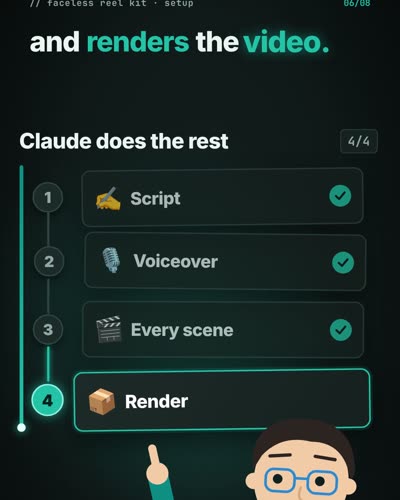 // faceless reel kit · setup
06/08
and renders the video.
Claude does the rest
4/4
1
Script
2
Voiceover
3
Every scene
4
Render